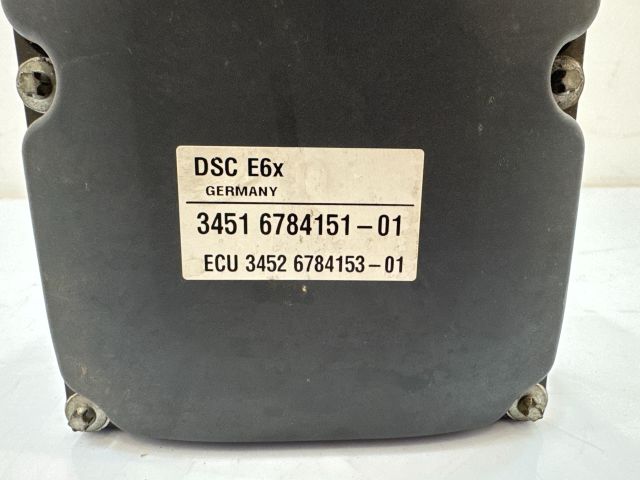 DSC E6x
GERMANY
3451 6784151-01
ECU 3452 6784153-01